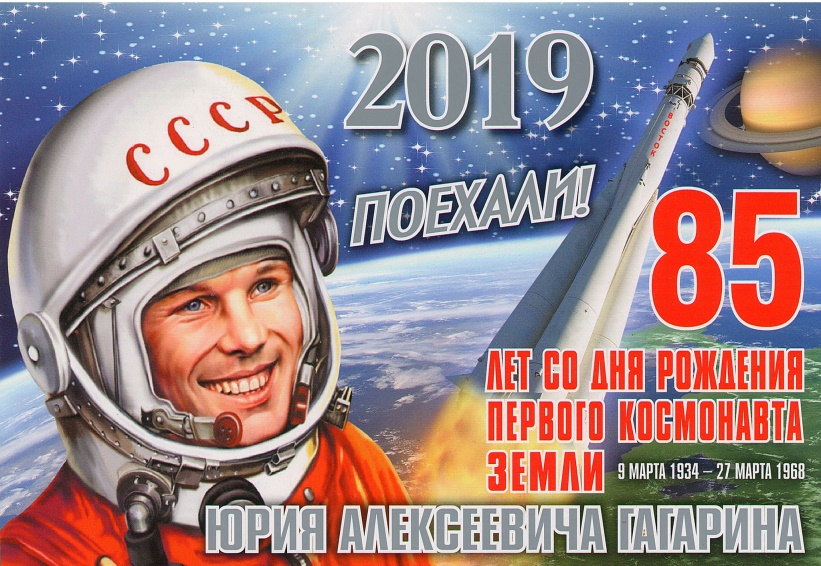 СССР
2019
ПОЕХАЛИ!
ВОСТОК
85
ЛЕТ СО ДНЯ РОЖДЕНИЯ
ПЕРВОГО КОСМОНАВТА
ЗЕМЛИ 9 МАРТА 1934 – 27 МАРТА 1968
ЮРИЯ АЛЕКСЕЕВИЧА ГАГАРИНА